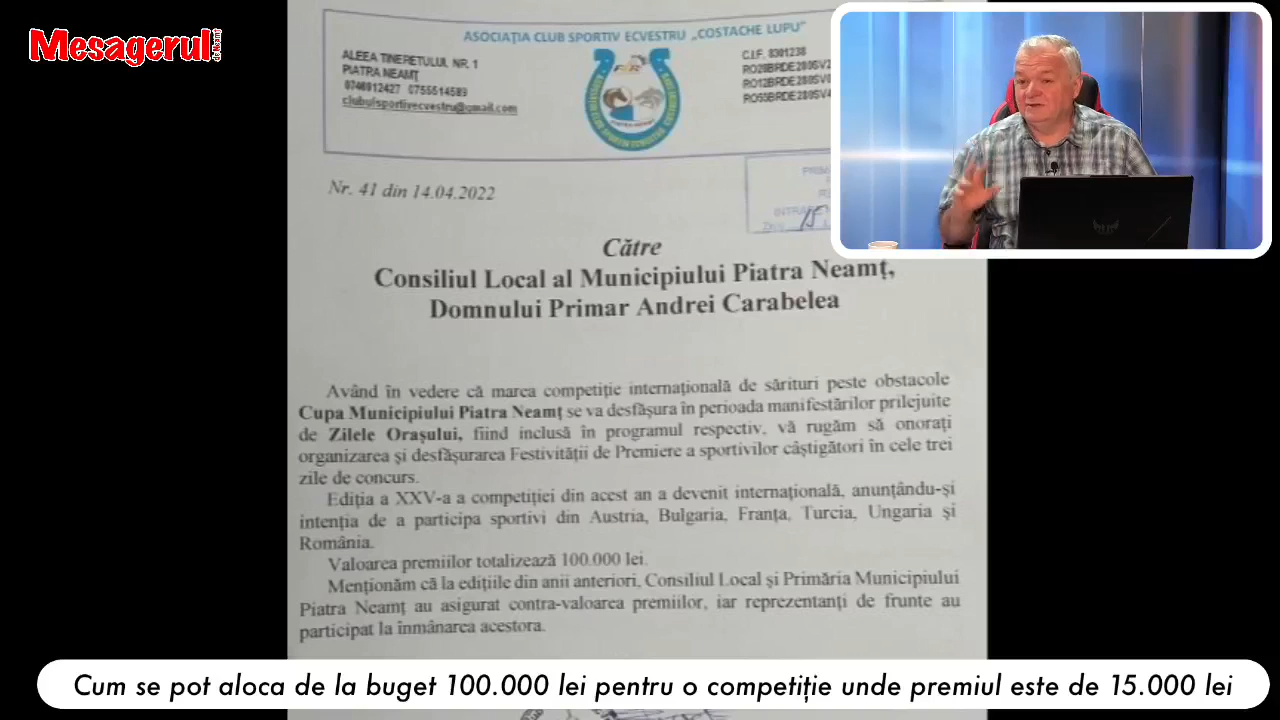 Mesagerul
de Neamț
ASOCIAȚIA CLUB SPORTIV ECVESTRU „COSTACHE LUPU”
ALEEA TINERETULUI NR. 1
PIATRA NEAMȚ
0746912427 0755514583
clubulsportivecvestru@gmail.com
C.I.F. 8301238
Nr. 41 din 14.04.2022
Către
Consiliul Local al Municipiului Piatra Neamț,
Domnului Primar Andrei Carabelea
Având în vedere că marea competiție internațională de sărituri peste obstacole
Cupa Municipiului Piatra Neamț se va desfășura în perioada manifestărilor prilejuite
de Zilele Orașului, fiind inclusă în programul respectiv, vă rugăm să onorați
organizarea și desfășurarea Festivității de Premiere a sportivilor câștigători în cele trei
zile de concurs.
Ediția a XXV-a a competiției din acest an a devenit internațională, anunțându-și
intenția de a participa sportivi din Austria, Bulgaria, Franța, Turcia, Ungaria și
România.
Valoarea premiilor totalizează 100.000 lei.
Menționăm că la edițiile din anii anteriori, Consiliul Local și Primăria Municipiului
Piatra Neamț au asigurat contra-valoarea premiilor, iar reprezentanți de frunte au
participat la înmânarea acestora.
Cum se pot aloca de la buget 100.000 lei pentru o competiție unde premiul este de 15.000 lei